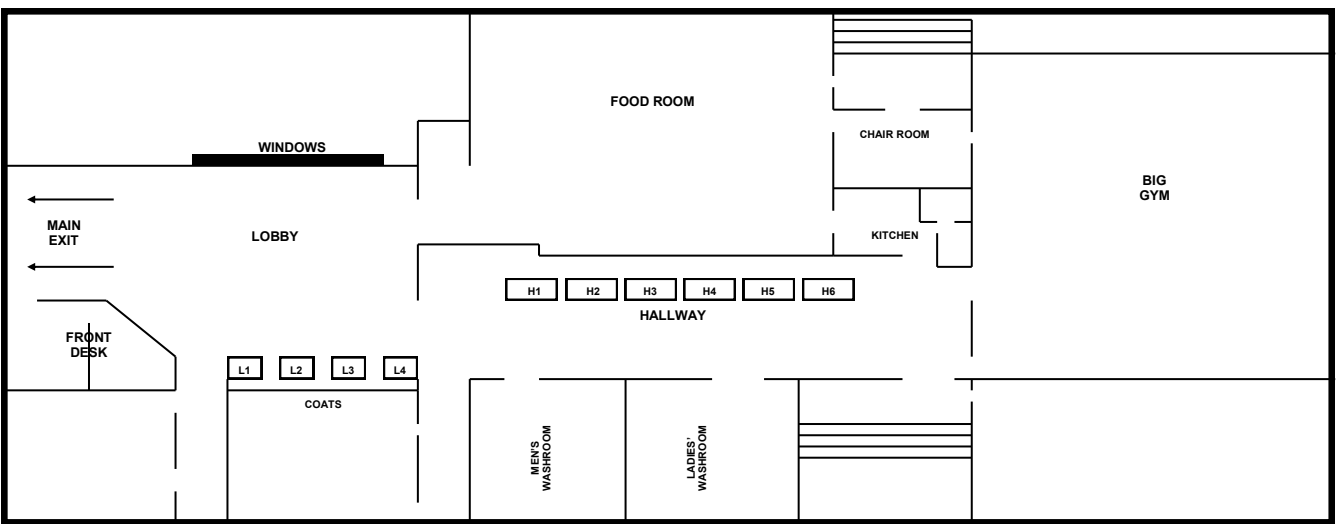 FOOD ROOM
CHAIR ROOM
WINDOWS
BIG
GYM
MAIN
EXIT
LOBBY
KITCHEN
H1
H2
H3
H4
H5
H6
HALLWAY
FRONT
DESK
L1
L2
L3
L4
COATS
MEN'S
WASHROOM
LADIES'
WASHROOM